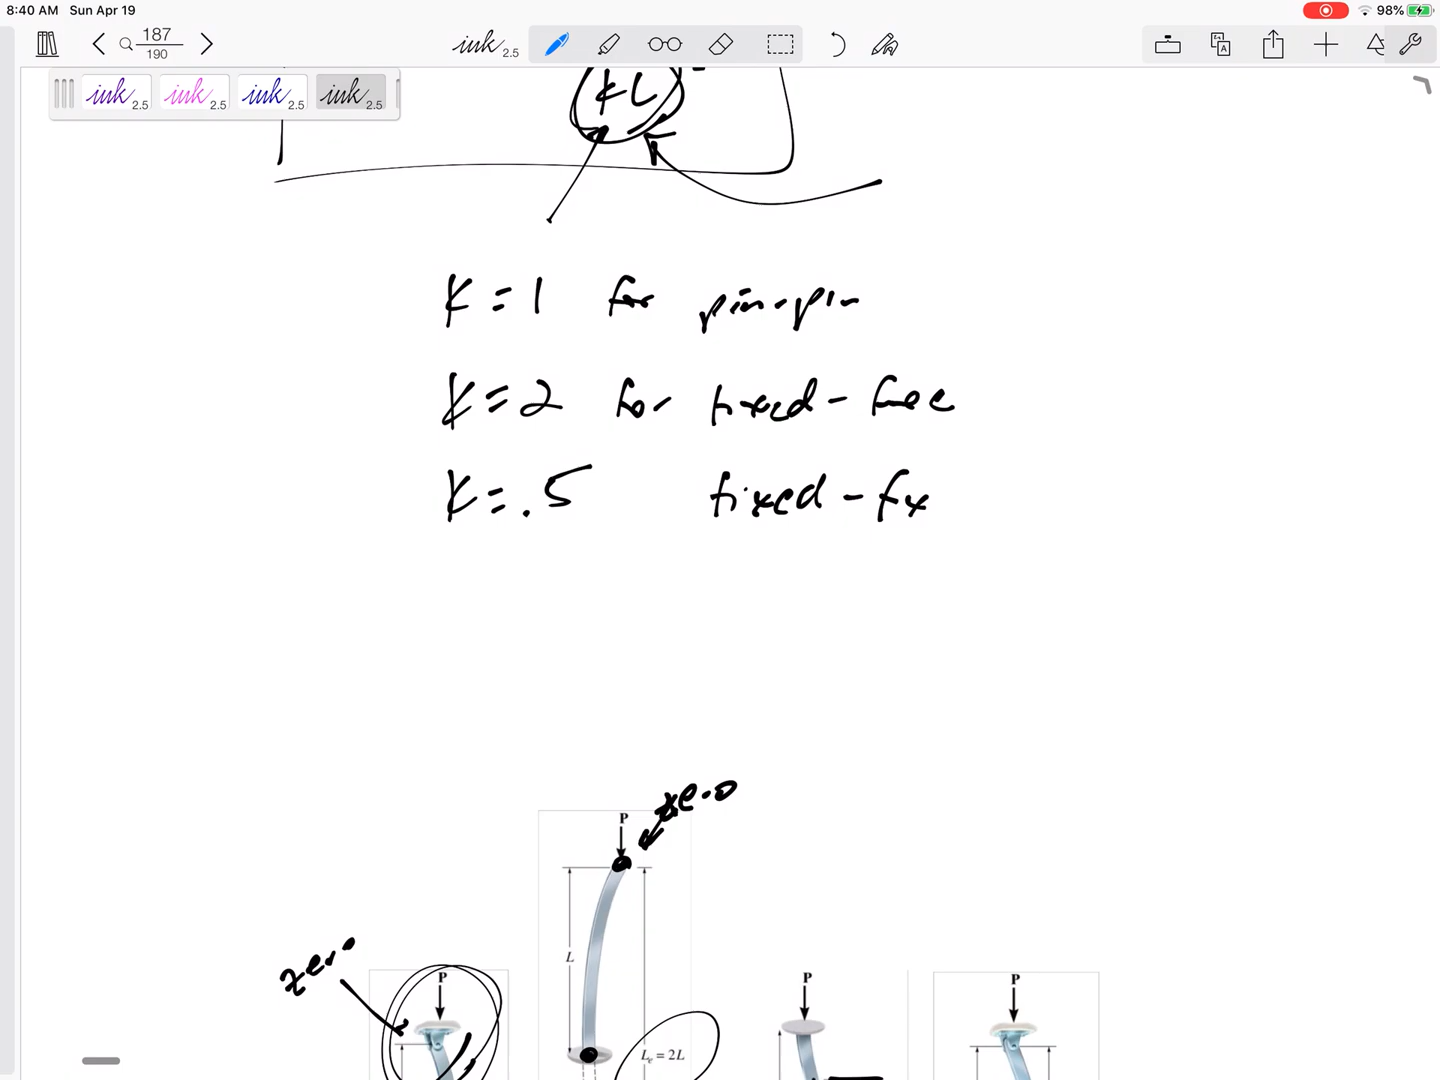 8:40 AM Sun Apr 19
98%
187
190
ink 2.5
ink 2.5
ink 2.5
ink 2.5
ink 2.5
KL
K = 1 for pin-pin
K = 2 for fixed - free
K = .5 fixed - fx
zero
P
L
Le = 2L
zero
P
P
P